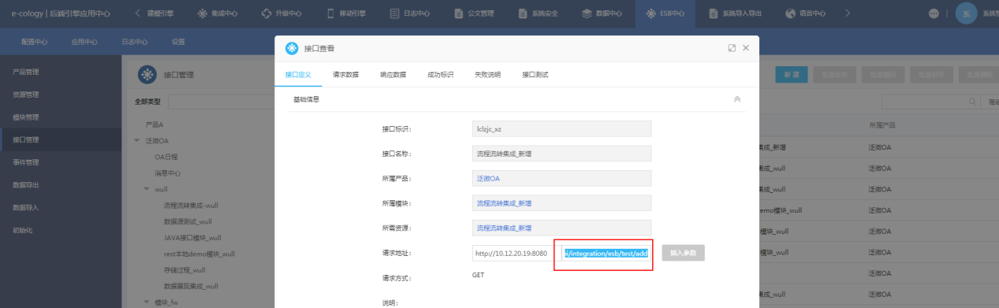 e-cology | 后端引擎应用中心 建模引擎 集成中心 升级中心 移动引擎 日志中心 公文管理 系统安全 数据中心 ESB中心 系统导入导出 语言中心 系
配置中心 应用中心 日志中心 设置
接口查看
产品管理
资源管理
模块管理
接口管理
事件管理
数据导出
数据导入
初始化
接口管理
新 建
全部类型
产品A
泛微OA
OA日程
消息中心
wull
流程流转集成-wull
数据源测试_wull
JAVA接口模块_wull
rest本地demo模块_wull
存储过程_wull
数据展现集成_wull
模块_fw
接口定义 请求数据 响应数据 成功标识 失败说明 接口测试
基础信息
接口标识: lclzjc_xz
接口名称: 流程流转集成_新增
所属产品: 泛微OA
所属模块: 流程流转集成_新增
所需资源: 流程流转集成_新增
请求地址: http://10.12.20.19:8080 i/integration/esb/test/add 插入参数
请求方式: GET
说明:
所属产品
集成_新增 泛微OA
集成_wull 泛微OA
集成_wull 泛微OA
demo模块_wull 泛微OA
模块_wull 泛微OA
模块_wull 泛微OA
泛微OA
集成_wull 泛微OA